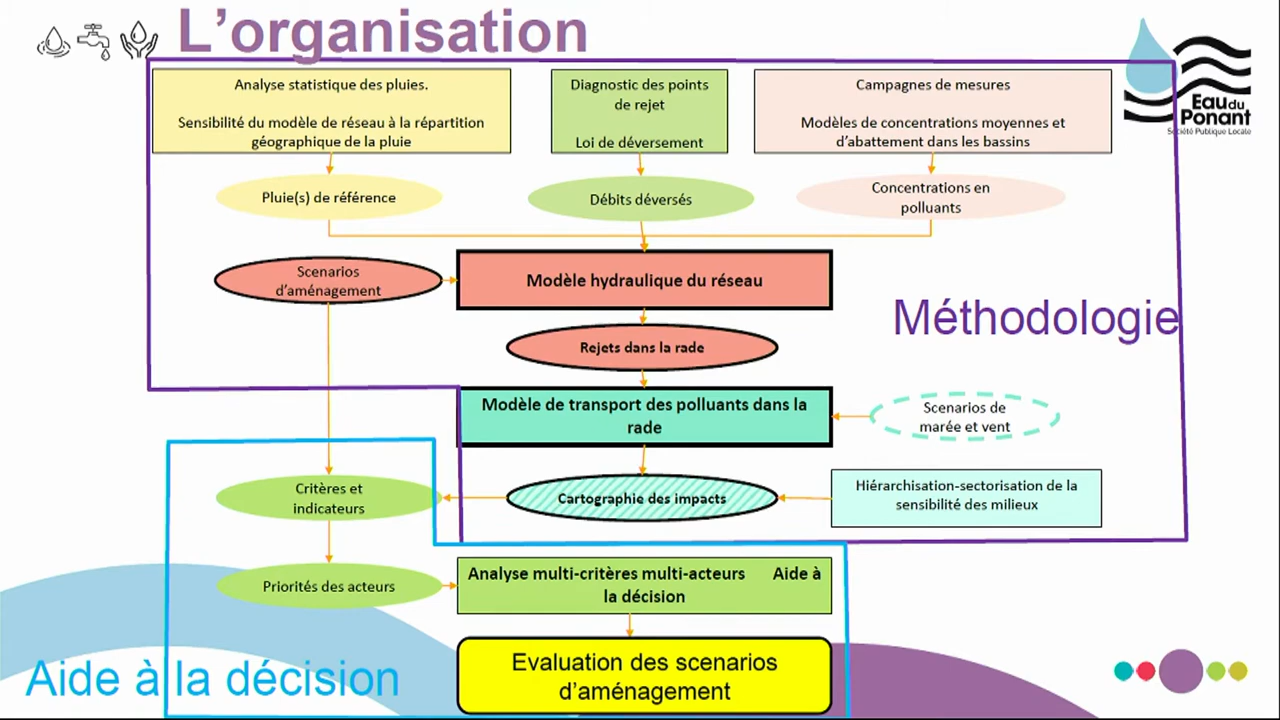 L'organisation
Eau du
Ponant
Société Publique Locale
Analyse statistique des pluies.
Sensibilité du modèle de réseau à la répartition
géographique de la pluie
Diagnostic des points
de rejet
Loi de déversement
Campagnes de mesures
Modèles de concentrations moyennes et
d'abattement dans les bassins
Pluie(s) de référence
Débits déversés
Concentrations en
polluants
Scenarios
d'aménagement
Modèle hydraulique du réseau
Méthodologie
Rejets dans la rade
Modèle de transport des polluants dans la
rade
Scenarios de
marée et vent
Critères et
indicateurs
Cartographie des impacts
Hiérarchisation-sectorisation de la
sensibilité des milieux
Priorités des acteurs
Analyse multi-critères multi-acteurs Aide à
la décision
Aide à la décision
Evaluation des scenarios
d'aménagement